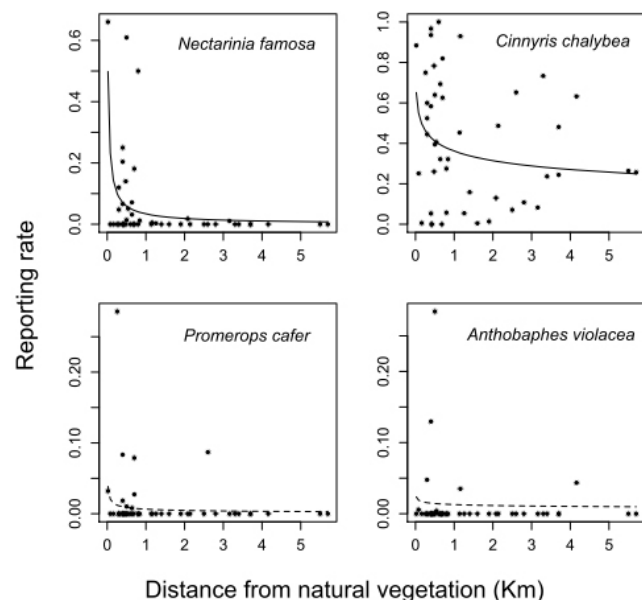 Nectarinia famosa
0.0 0.2 0.4 0.6
0 1 2 3 4 5
Cinnyris chalybea
0.0 0.2 0.4 0.6 0.8 1.0
0 1 2 3 4 5
Promerops cafer
0.00 0.10 0.20
0 1 2 3 4 5
Anthobaphes violacea
0.00 0.10 0.20
0 1 2 3 4 5
Reporting rate
Distance from natural vegetation (Km)